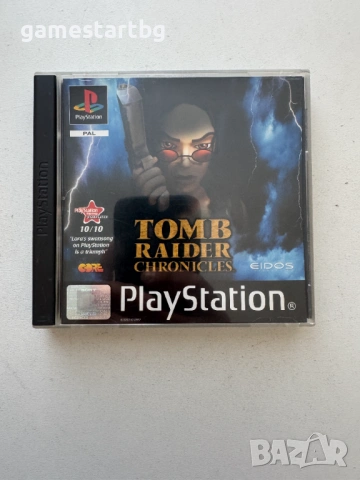 gamestartbg
PlayStation
PlayStation
PAL
10/10
"Lara's swansong
on PlayStation
is a triumph"
CORE
TOMB
RAIDER
CHRONICLES
EIDOS
PlayStation®
BAZAR
bg